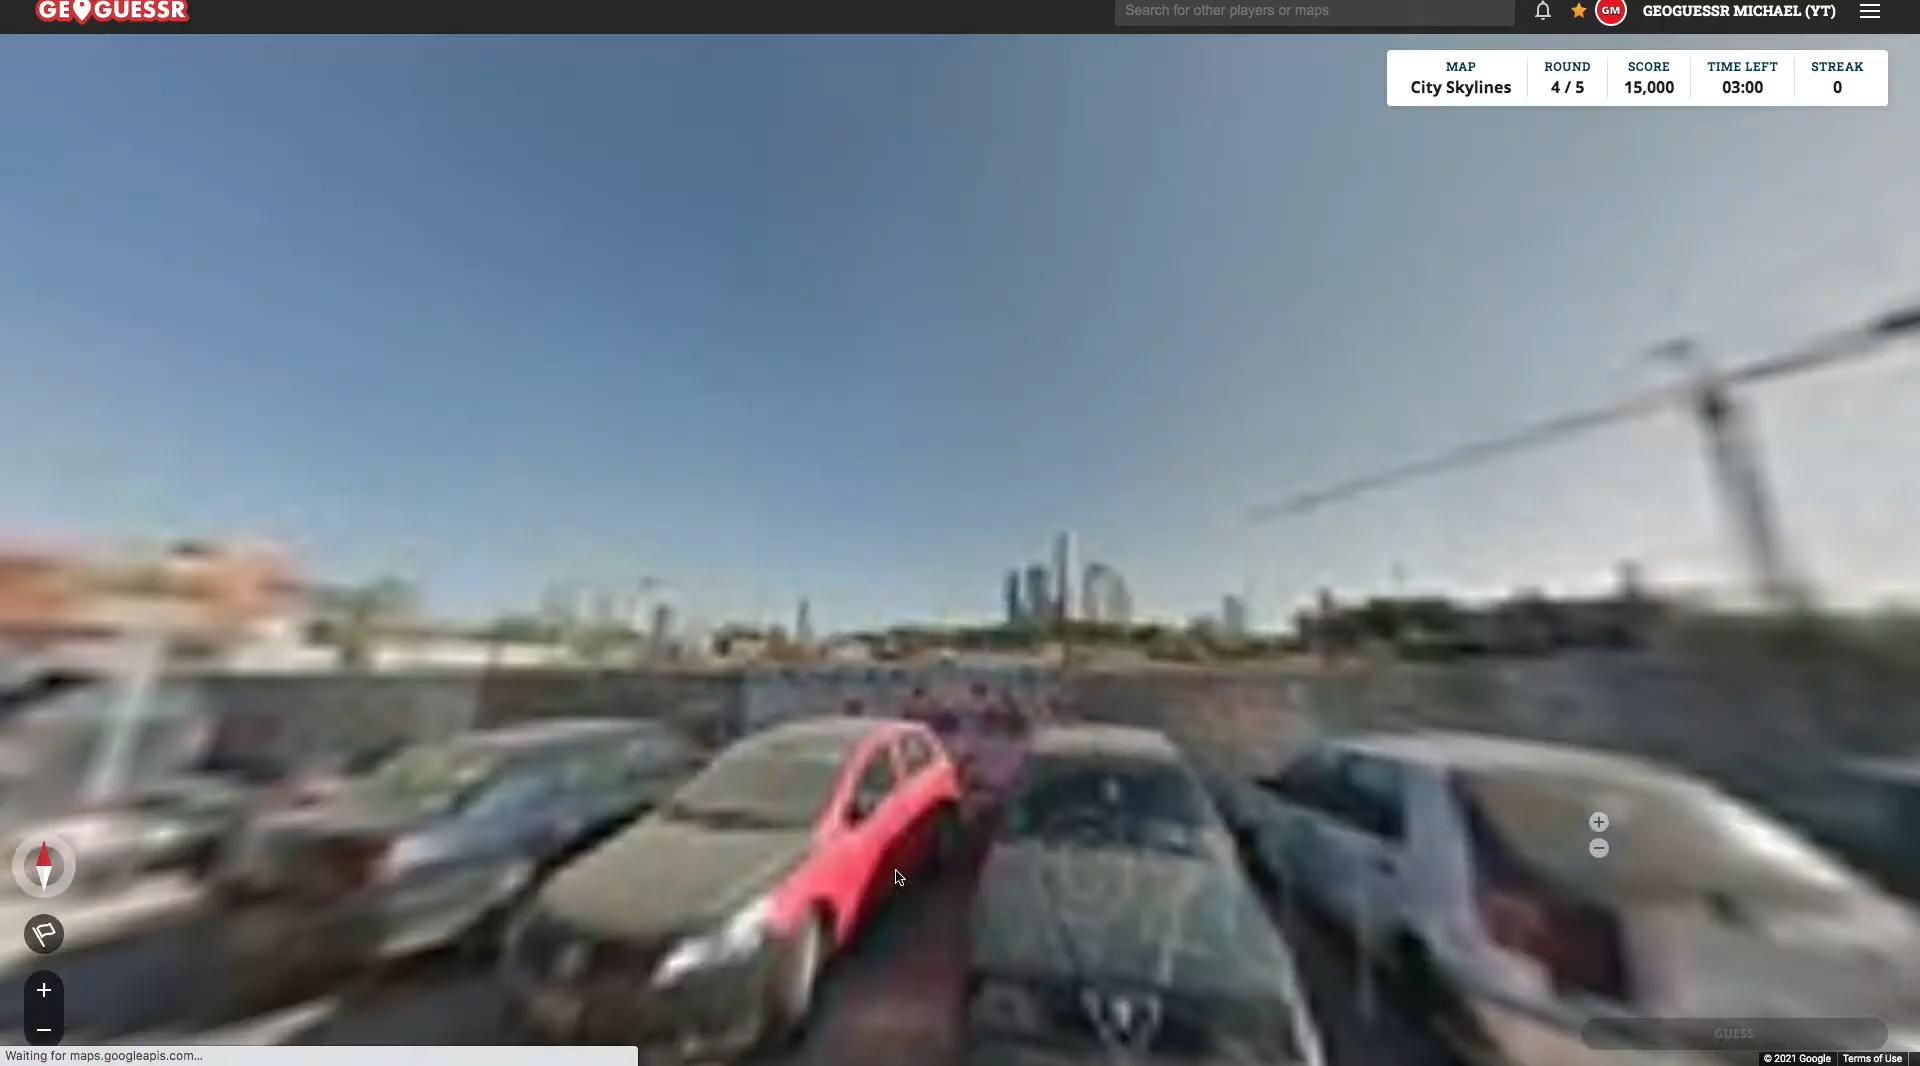 GEOGUESSR
Search for other players or maps
GM
GEOGUESSR MICHAEL (YT)
MAP
City Skylines
ROUND
4 / 5
SCORE
15,000
TIME LEFT
03:00
STREAK
0
GUESS
Waiting for maps.googleapis.com...
© 2021 Google
Terms of Use